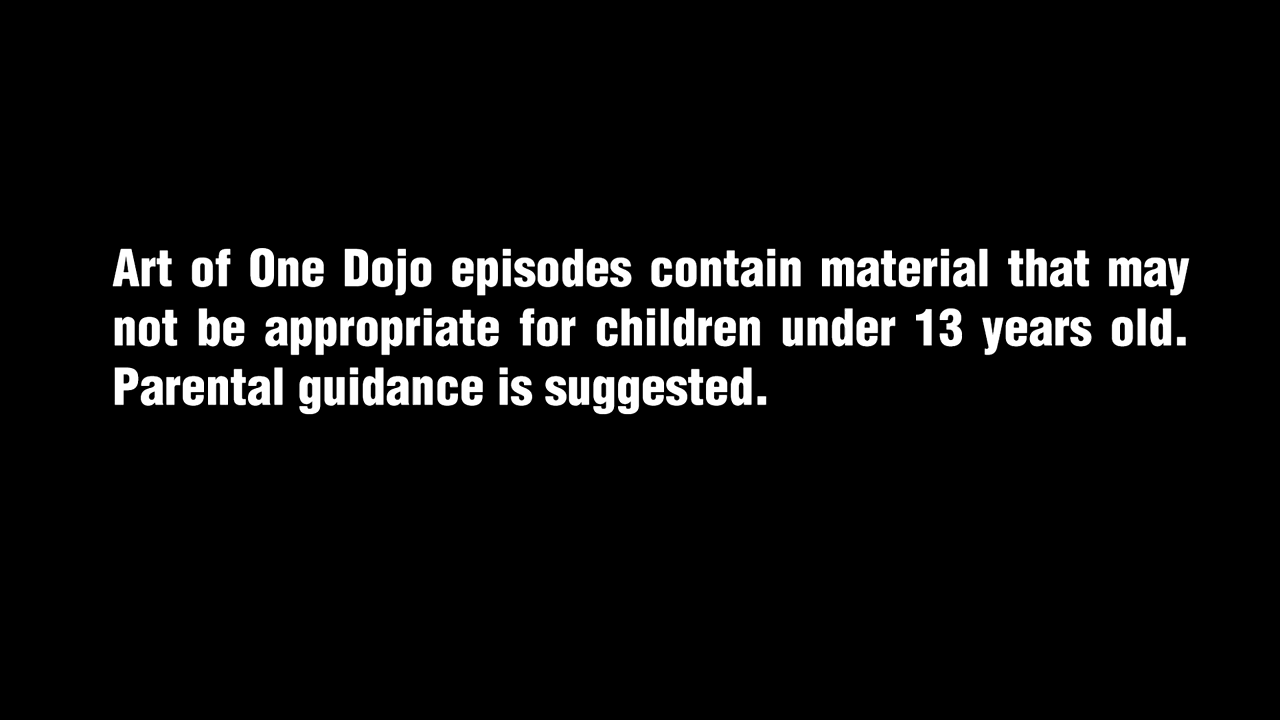 Art of One Dojo episodes contain material that may
not be appropriate for children under 13 years old.
Parental guidance is suggested.